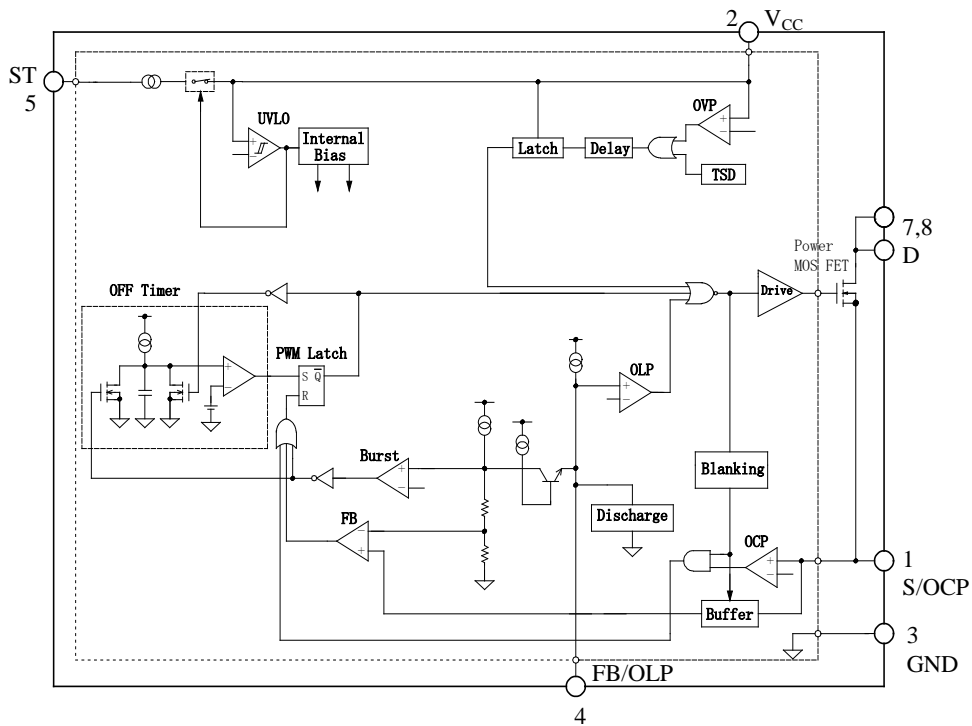 2 VCC
ST
5
OVP
UVLO
Internal
Bias
Latch
Delay
TSD
7,8
D
Power
MOS FET
OFF Timer
Drive
PWM Latch
S Q̅
R
OLP
Burst
Blanking
FB
Discharge
OCP
1
S/OCP
Buffer
3
GND
FB/OLP
4